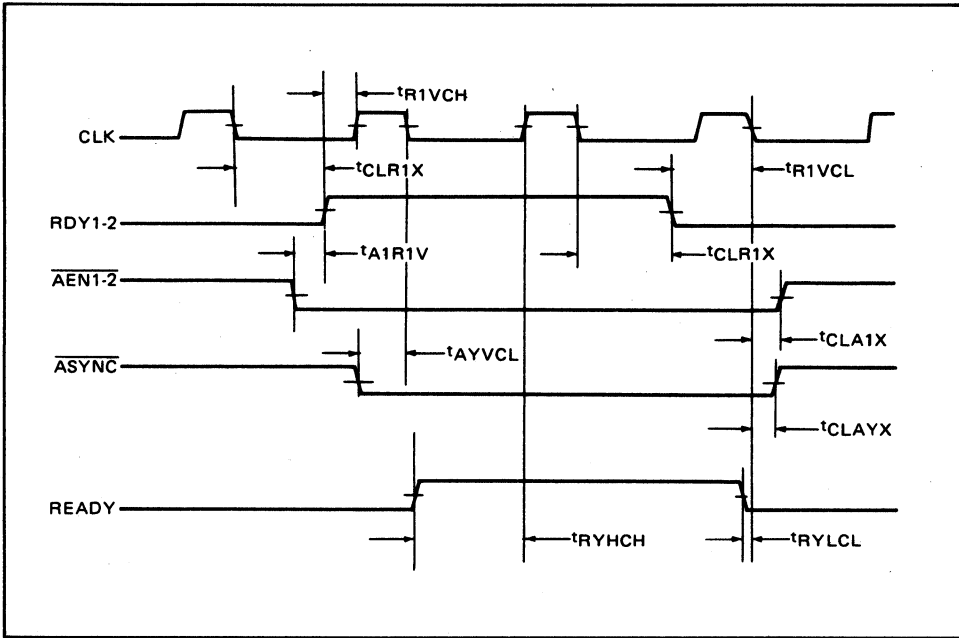 tR1VCH
CLK
tCLR1X
tR1VCL
RDY1-2
tA1R1V
tCLR1X
AEN1-2
tCLA1X
tAYVCL
ASYNC
tCLAYX
READY
tRYHCH
tRYLCL